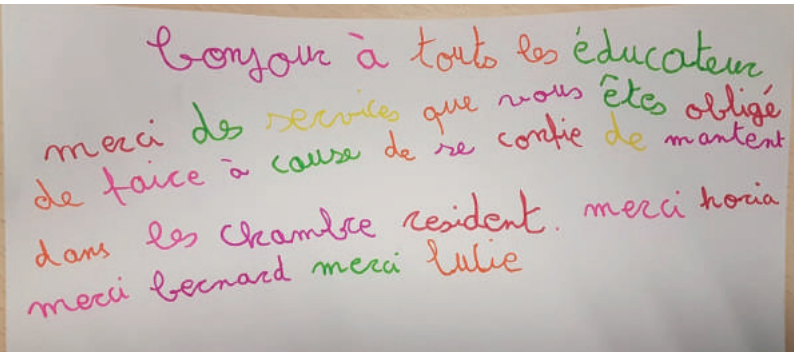 bonjour à touts les éducateur
merci des services que vous êtes obligé
de faire à cause de se confie de mantent
dans les chambre resident. merci horia
merci bernard merci lulie